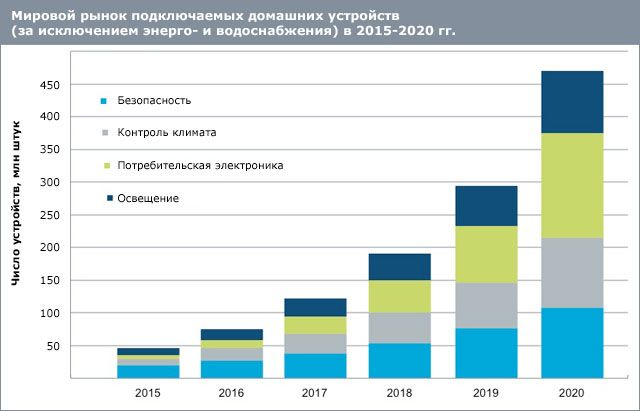 Мировой рынок подключаемых домашних устройств
(за исключением энерго- и водоснабжения) в 2015-2020 гг.
Число устройств, млн штук
450
400
350
300
250
200
150
100
50
Безопасность
Контроль климата
Потребительская электроника
Освещение
2015 2016 2017 2018 2019 2020